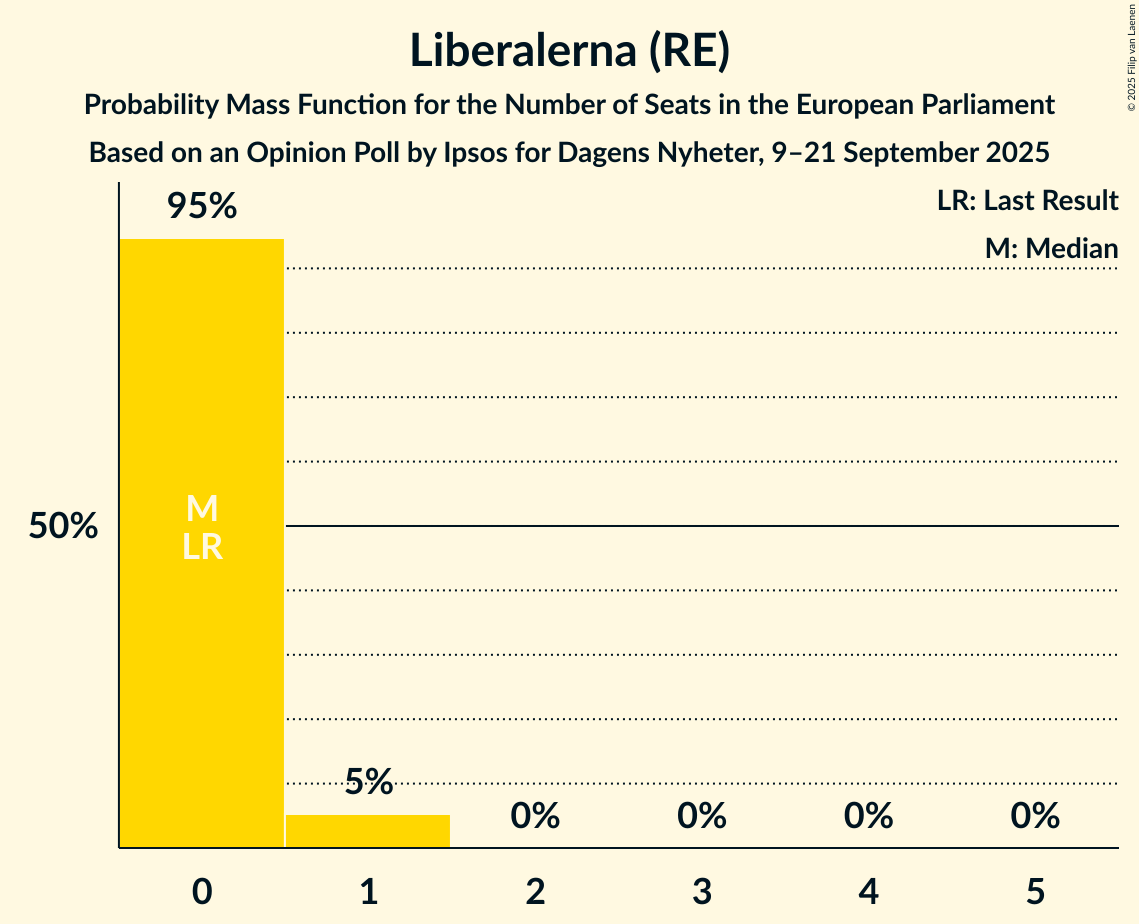 Liberalerna (RE)
Probability Mass Function for the Number of Seats in the European Parliament
Based on an Opinion Poll by Ipsos for Dagens Nyheter, 9–21 September 2025
© 2025 Filip van Laenen
LR: Last Result
M: Median
95%
M
LR
50%
5%
0%
0%
0%
0%
0
1
2
3
4
5